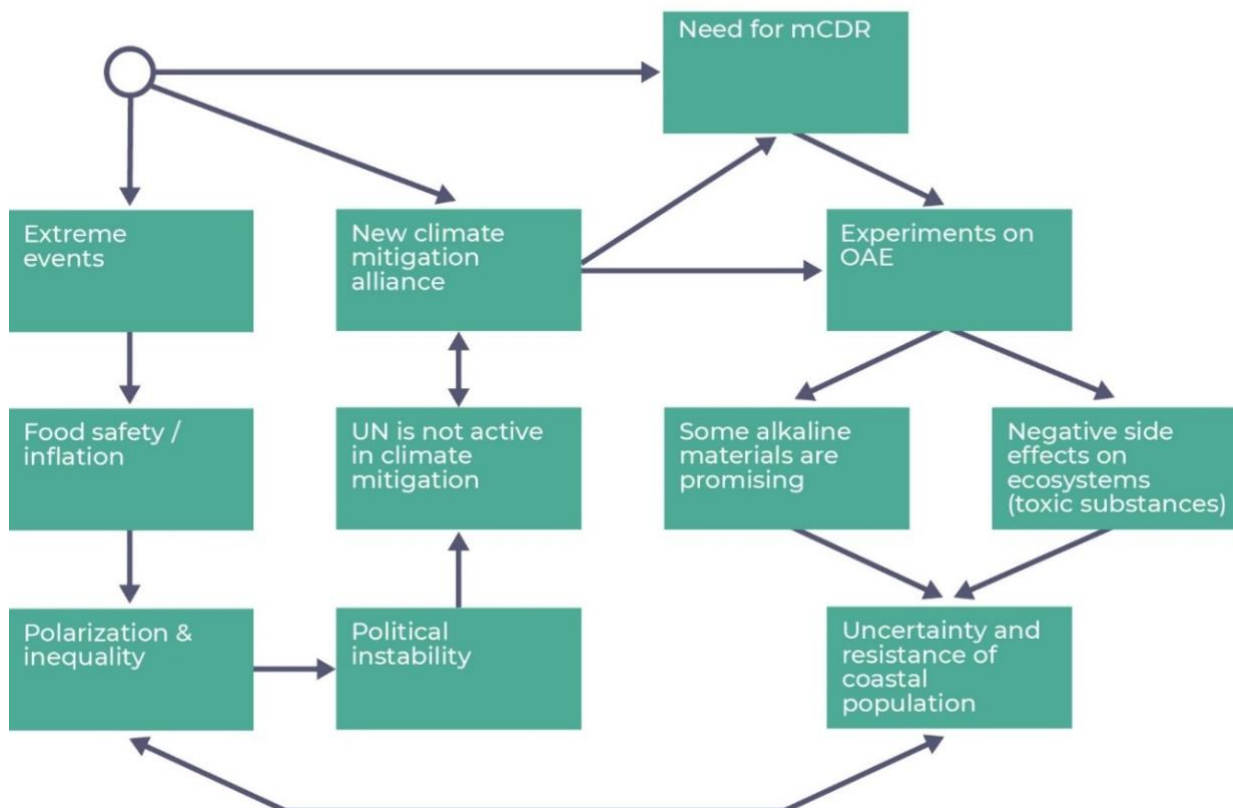 Need for mCDR
Extreme
events
New climate
mitigation
alliance
Experiments on
OAE
Food safety /
inflation
UN is not active
in climate
mitigation
Some alkaline
materials are
promising
Negative side
effects on
ecosystems
(toxic substances)
Polarization &
inequality
Political
instability
Uncertainty and
resistance of
coastal
population